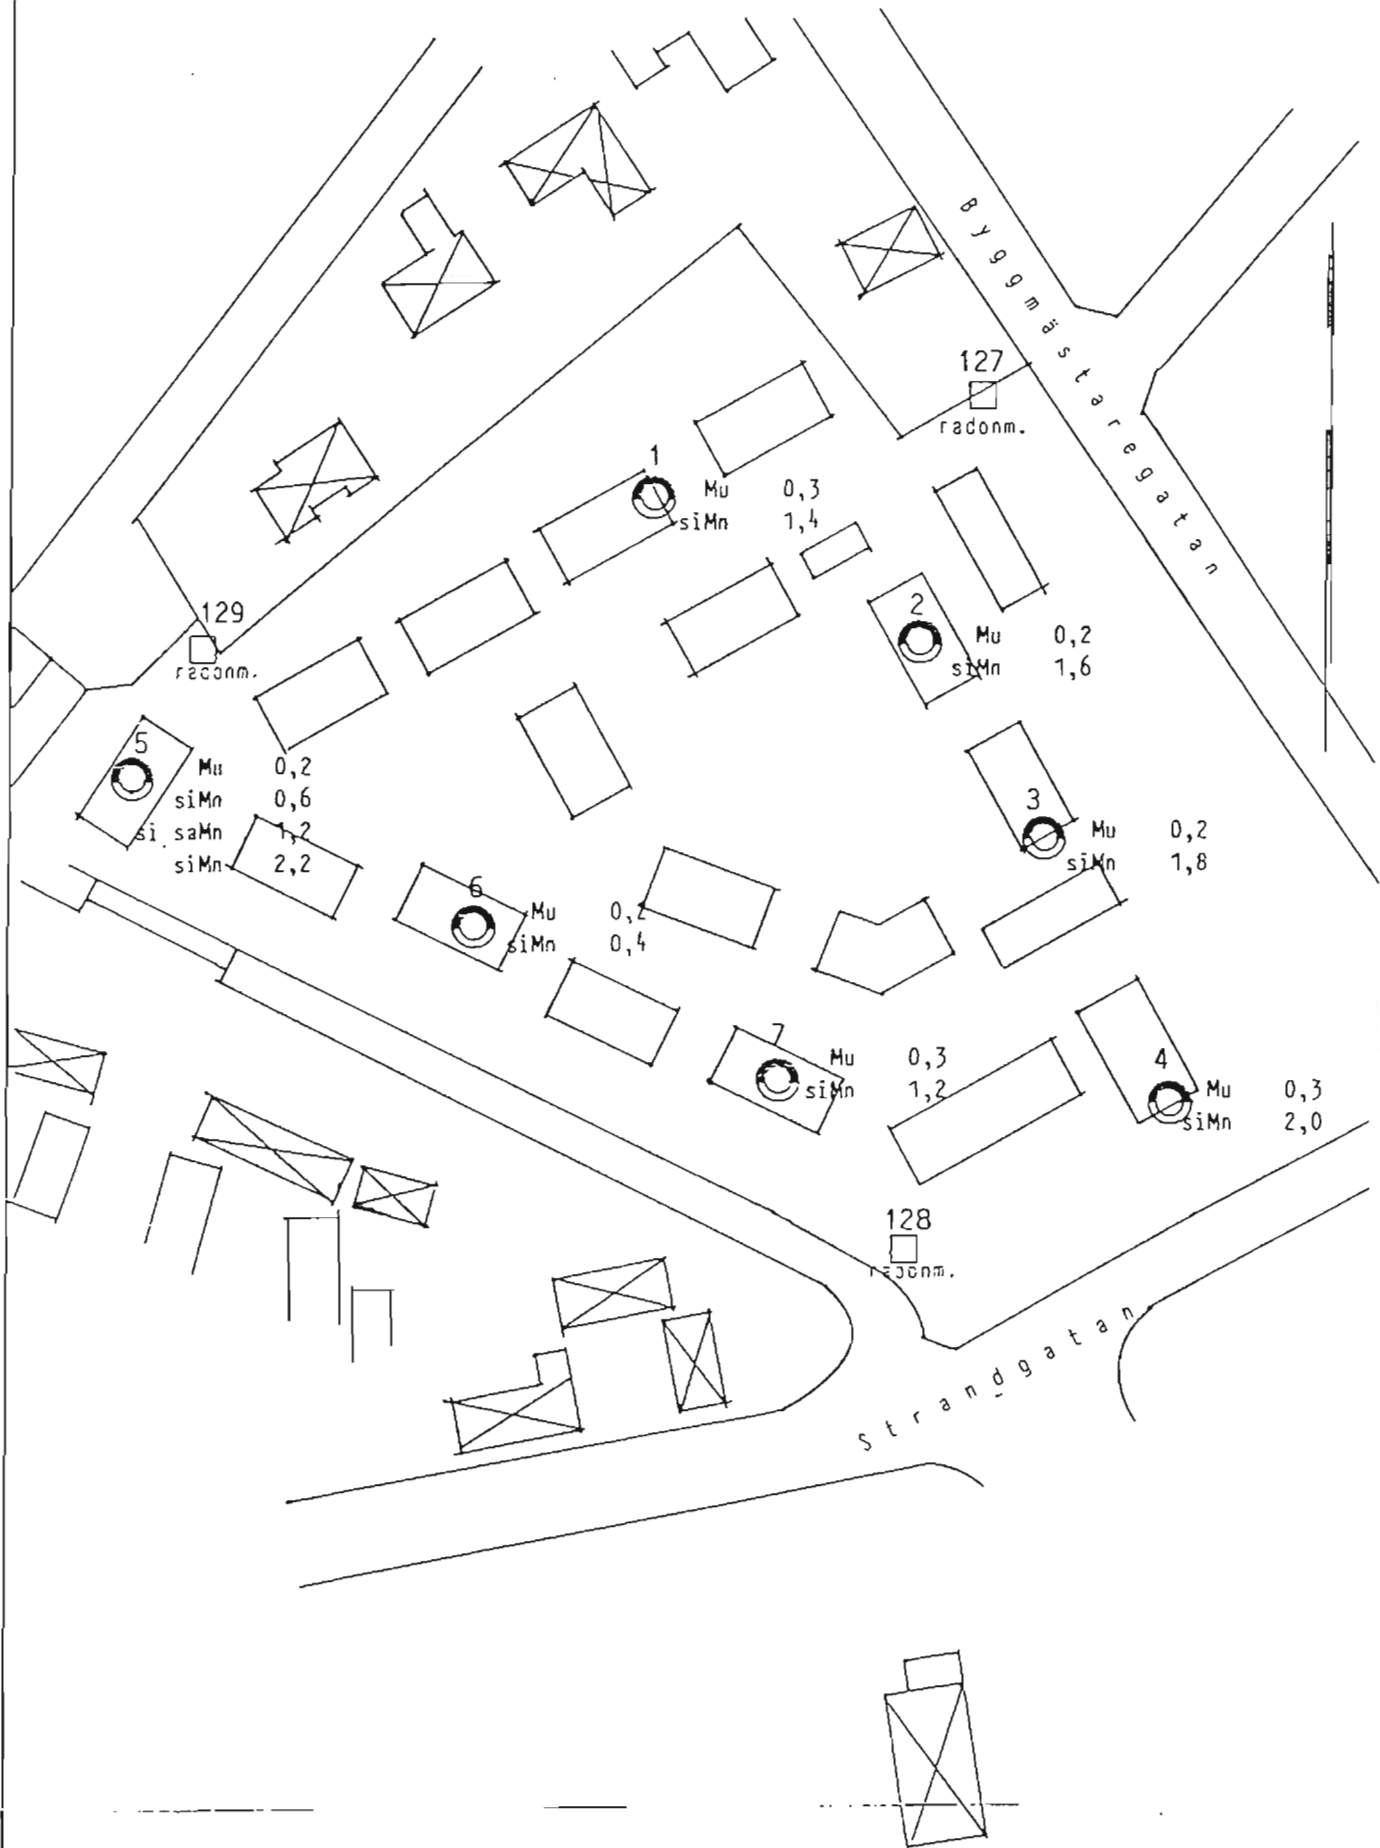 Byggmästaregatan
127
radonm.
1
Mu 0,3
siMn 1,4
2
Mu 0,2
siMn 1,6
129
radonm.
5
Mu 0,2
siMn 0,6
si saMn 1,2
siMn 2,2
3
Mu 0,2
siMn 1,8
6
Mu 0,2
siMn 0,4
7
Mu 0,3
siMn 1,2
4
Mu 0,3
siMn 2,0
128
radonm.
Strandgatan